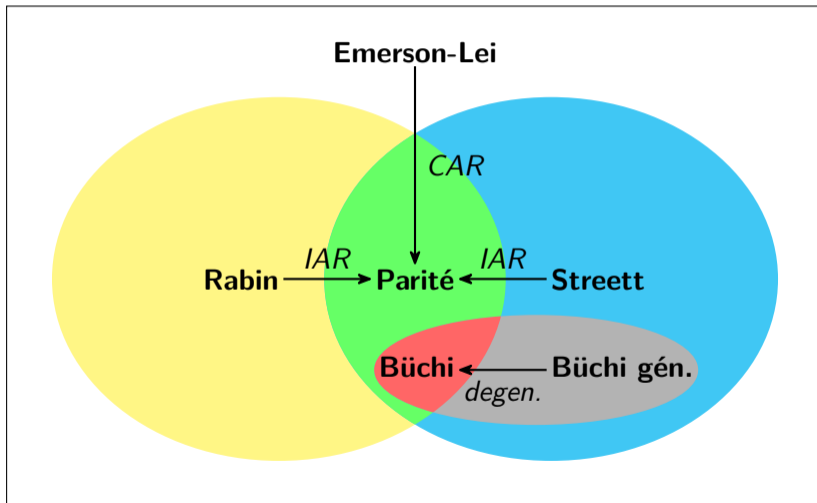 Emerson-Lei
CAR
IAR
IAR
Rabin
Parité
Streett
Büchi
Büchi gén.
degen.